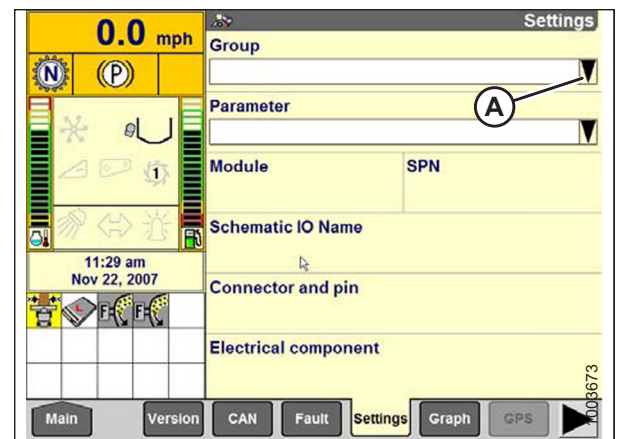 0.0 mph
Settings
N
(P)
Group
A
Parameter
1
Module
SPN
Schematic IO Name
11:29 am
Nov 22, 2007
Connector and pin
L
F
F
Electrical component
1003673
Main
Version
CAN
Fault
Settings
Graph
GPS